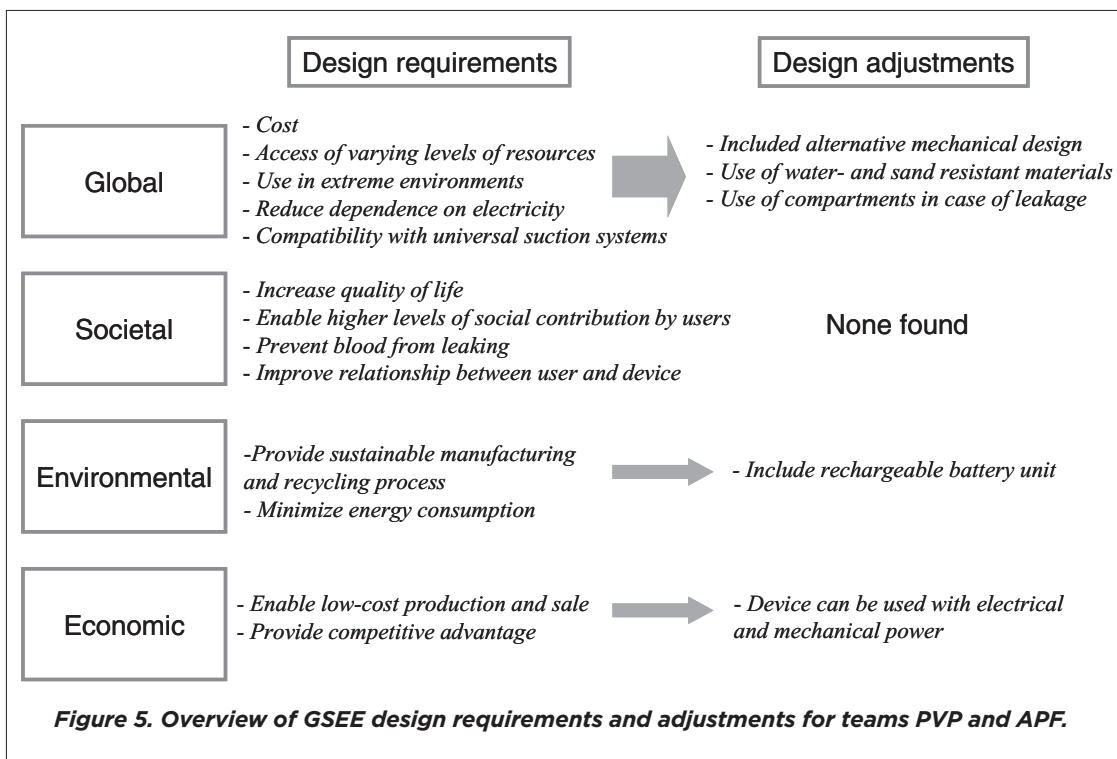 Design requirements
Design adjustments
Global
- Cost
- Access of varying levels of resources
- Use in extreme environments
- Reduce dependence on electricity
- Compatibility with universal suction systems
- Included alternative mechanical design
- Use of water- and sand resistant materials
- Use of compartments in case of leakage
Societal
- Increase quality of life
- Enable higher levels of social contribution by users
- Prevent blood from leaking
- Improve relationship between user and device
None found
Environmental
-Provide sustainable manufacturing
and recycling process
- Minimize energy consumption
- Include rechargeable battery unit
Economic
- Enable low-cost production and sale
- Provide competitive advantage
- Device can be used with electrical
and mechanical power
Figure 5. Overview of GSEE design requirements and adjustments for teams PVP and APF.